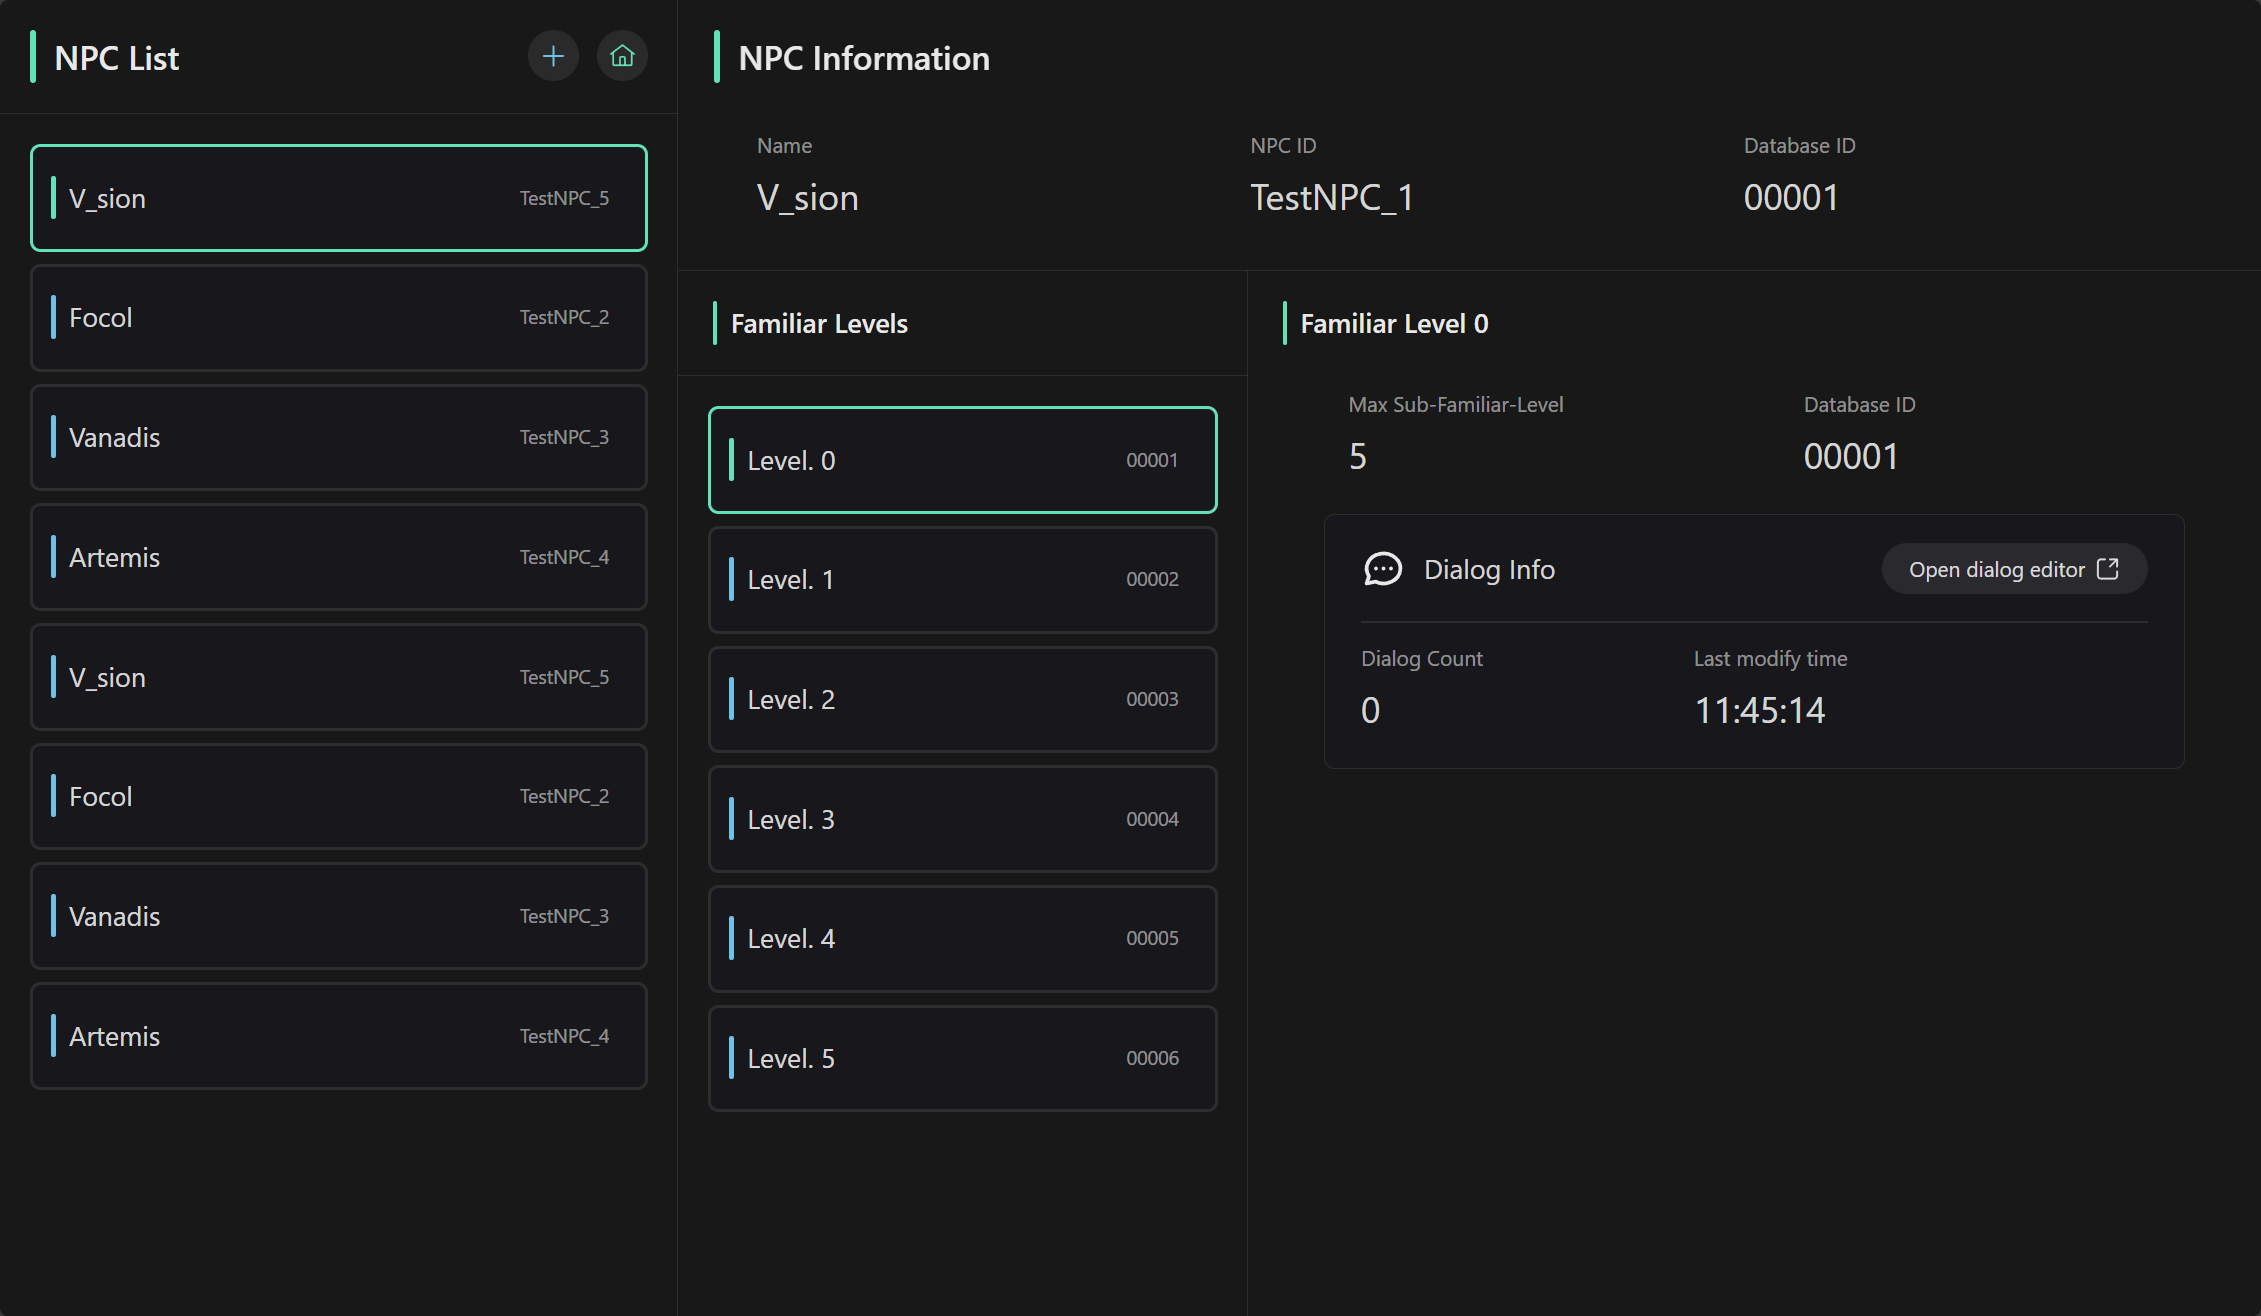 NPC List
V_sion TestNPC_5
Focol TestNPC_2
Vanadis TestNPC_3
Artemis TestNPC_4
V_sion TestNPC_5
Focol TestNPC_2
Vanadis TestNPC_3
Artemis TestNPC_4
NPC Information
Name NPC ID Database ID
V_sion TestNPC_1 00001
Familiar Levels
Level. 0 00001
Level. 1 00002
Level. 2 00003
Level. 3 00004
Level. 4 00005
Level. 5 00006
Familiar Level 0
Max Sub-Familiar-Level Database ID
5 00001
Dialog Info Open dialog editor
Dialog Count Last modify time
0 11:45:14